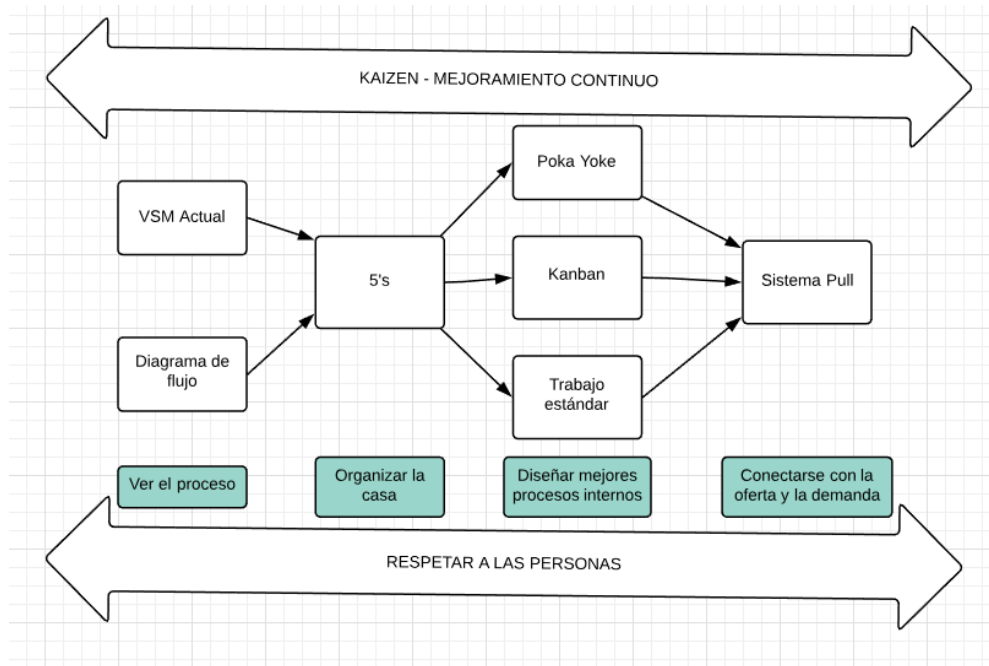 KAIZEN - MEJORAMIENTO CONTINUO
VSM Actual
Diagrama de
flujo
5's
Poka Yoke
Kanban
Trabajo
estándar
Sistema Pull
Ver el proceso
Organizar la
casa
Diseñar mejores
procesos internos
Conectarse con la
oferta y la demanda
RESPETAR A LAS PERSONAS